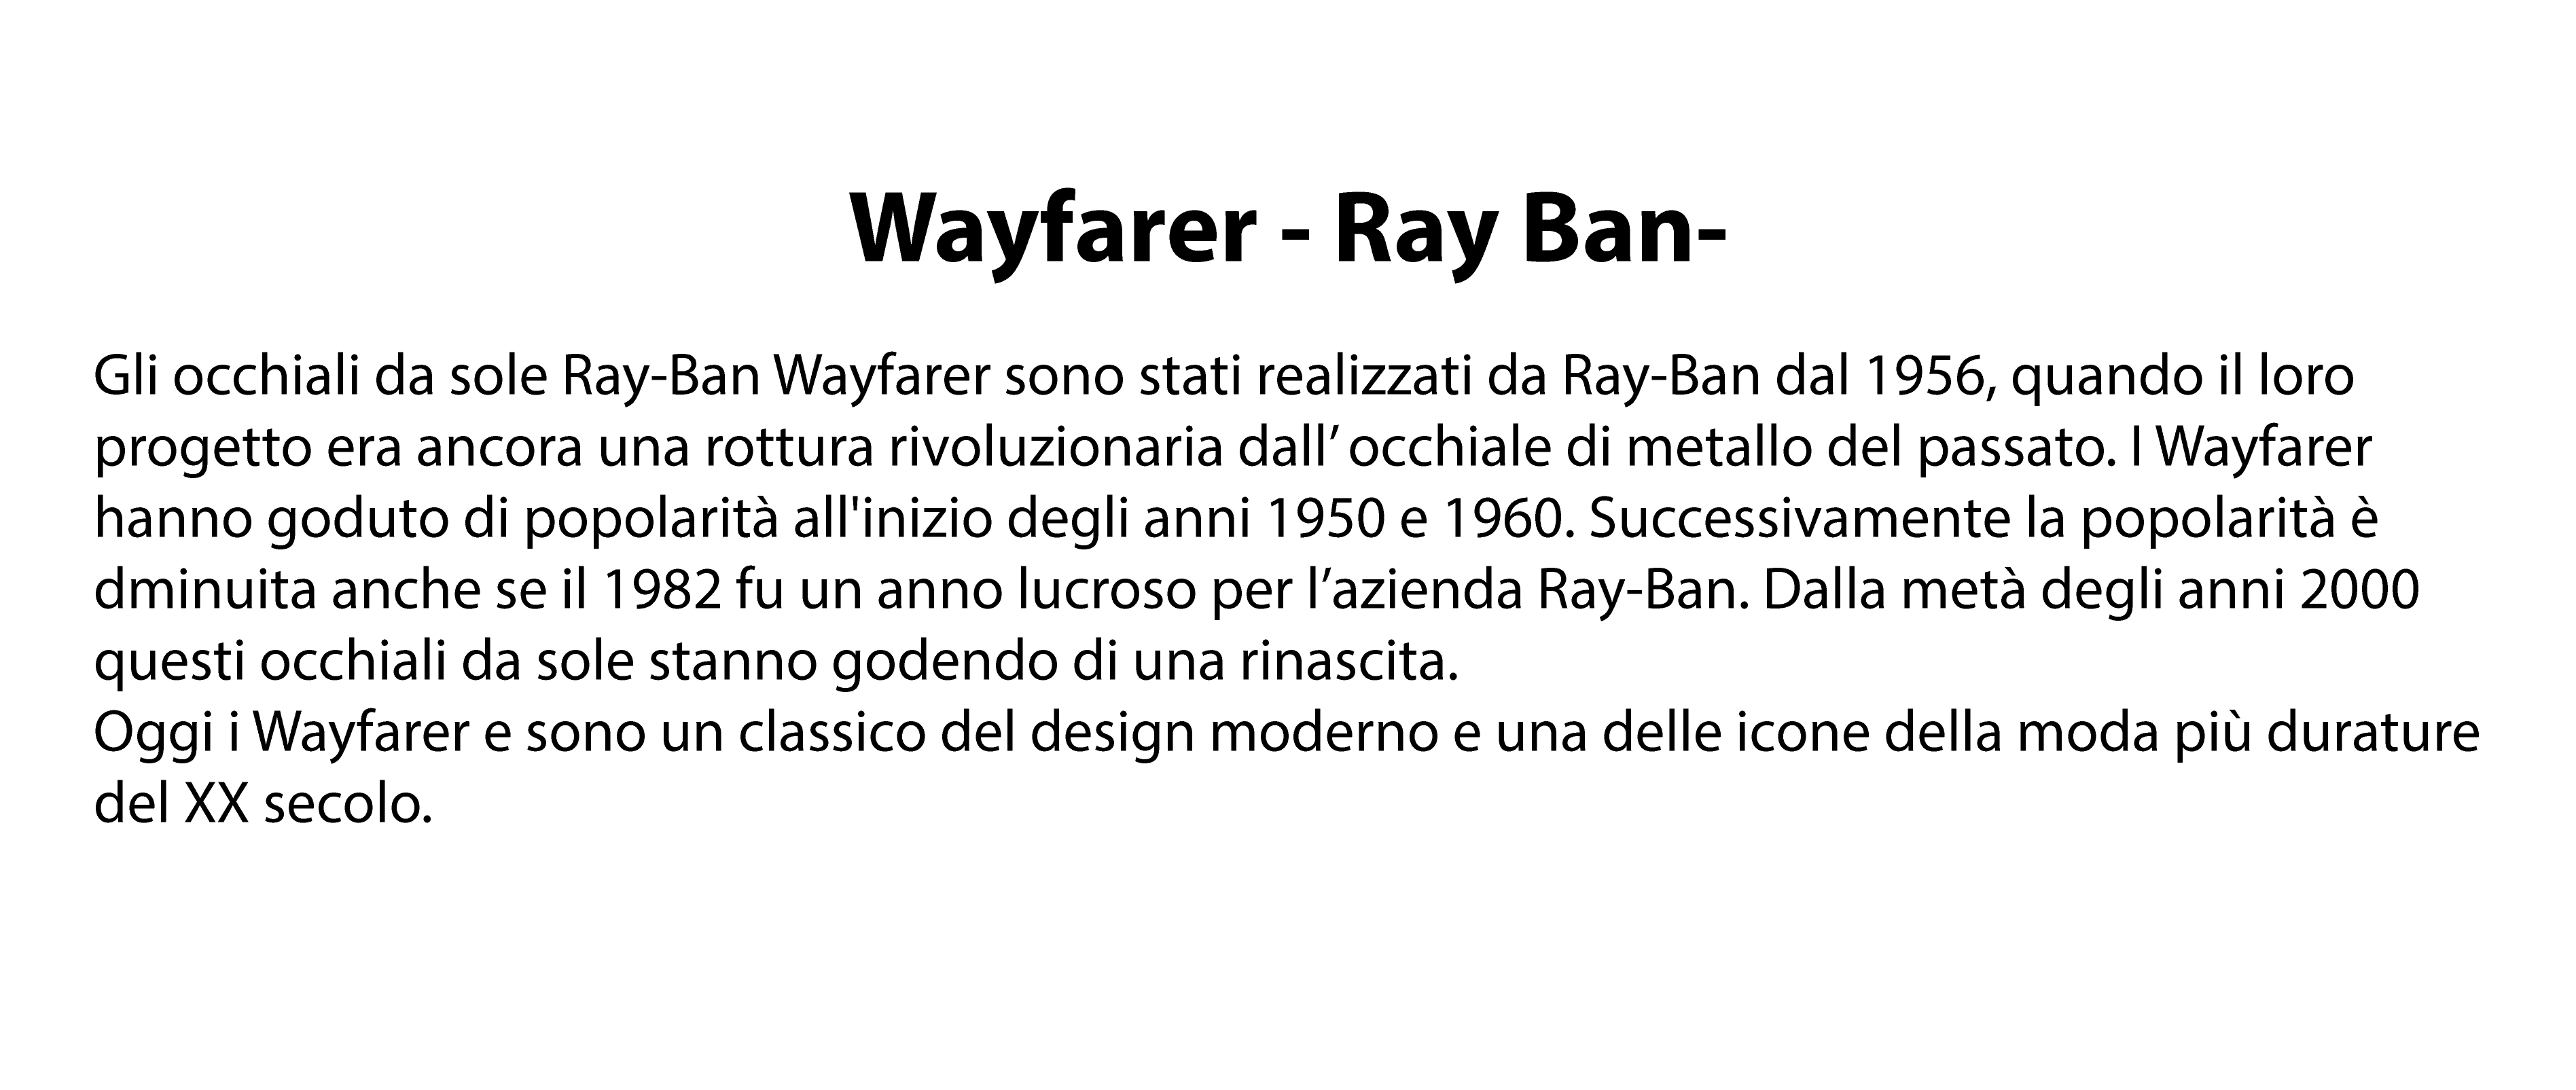 Wayfarer - Ray Ban-
Gli occhiali da sole Ray-Ban Wayfarer sono stati realizzati da Ray-Ban dal 1956, quando il loro
progetto era ancora una rottura rivoluzionaria dall’ occhiale di metallo del passato. I Wayfarer
hanno goduto di popolarità all'inizio degli anni 1950 e 1960. Successivamente la popolarità è
dminuita anche se il 1982 fu un anno lucroso per l’azienda Ray-Ban. Dalla metà degli anni 2000
questi occhiali da sole stanno godendo di una rinascita.
Oggi i Wayfarer e sono un classico del design moderno e una delle icone della moda più durature
del XX secolo.